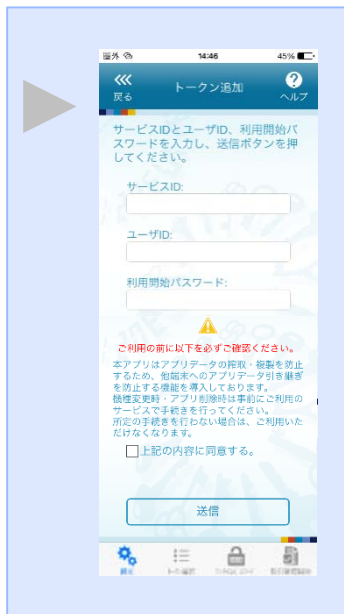 圏外 14:46 45%
戻る トークン追加 ? ヘルプ
サービスIDとユーザID、利用開始パ
スワードを入力し、送信ボタンを押
してください。
サービスID:
ユーザID:
利用開始パスワード:
ご利用の前に以下を必ずご確認ください。
本アプリはアプリデータの搾取・複製を防止
するため、他端末へのアプリデータ引き継ぎ
を防止する機能を導入しております。
機種変更時・アプリ削除時は事前にご利用の
サービスで手続きを行ってください。
所定の手続きを行わない場合は、ご利用いた
だけなくなります。
上記の内容に同意する。
送信